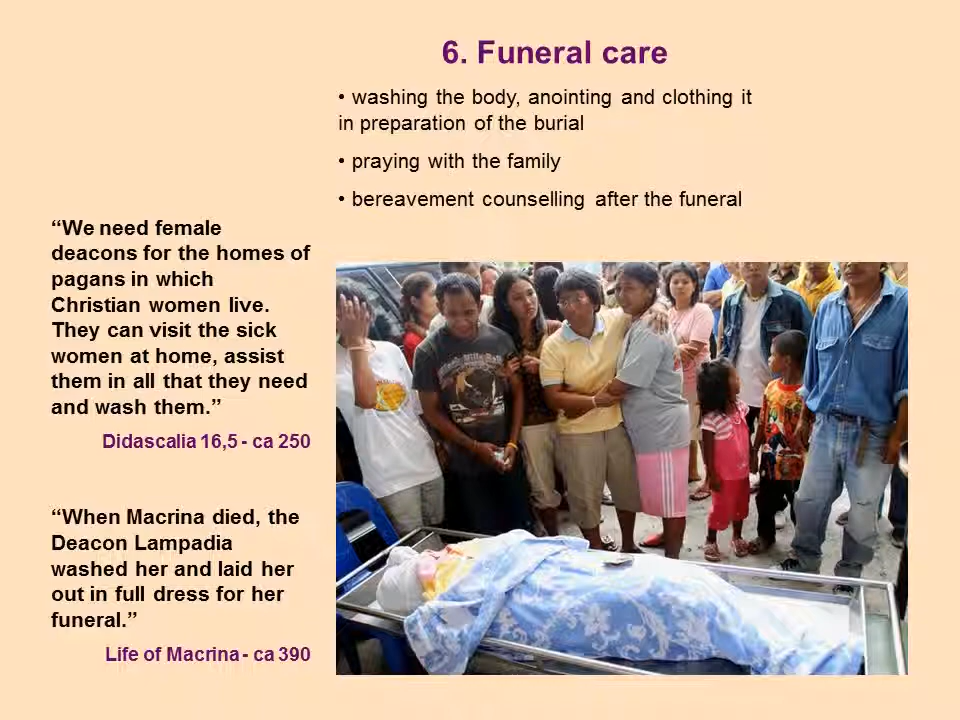 6. Funeral care
• washing the body, anointing and clothing it
in preparation of the burial
• praying with the family
• bereavement counselling after the funeral
“We need female
deacons for the homes of
pagans in which
Christian women live.
They can visit the sick
women at home, assist
them in all that they need
and wash them.”
Didascalia 16,5 - ca 250
“When Macrina died, the
Deacon Lampadia
washed her and laid her
out in full dress for her
funeral.”
Life of Macrina - ca 390